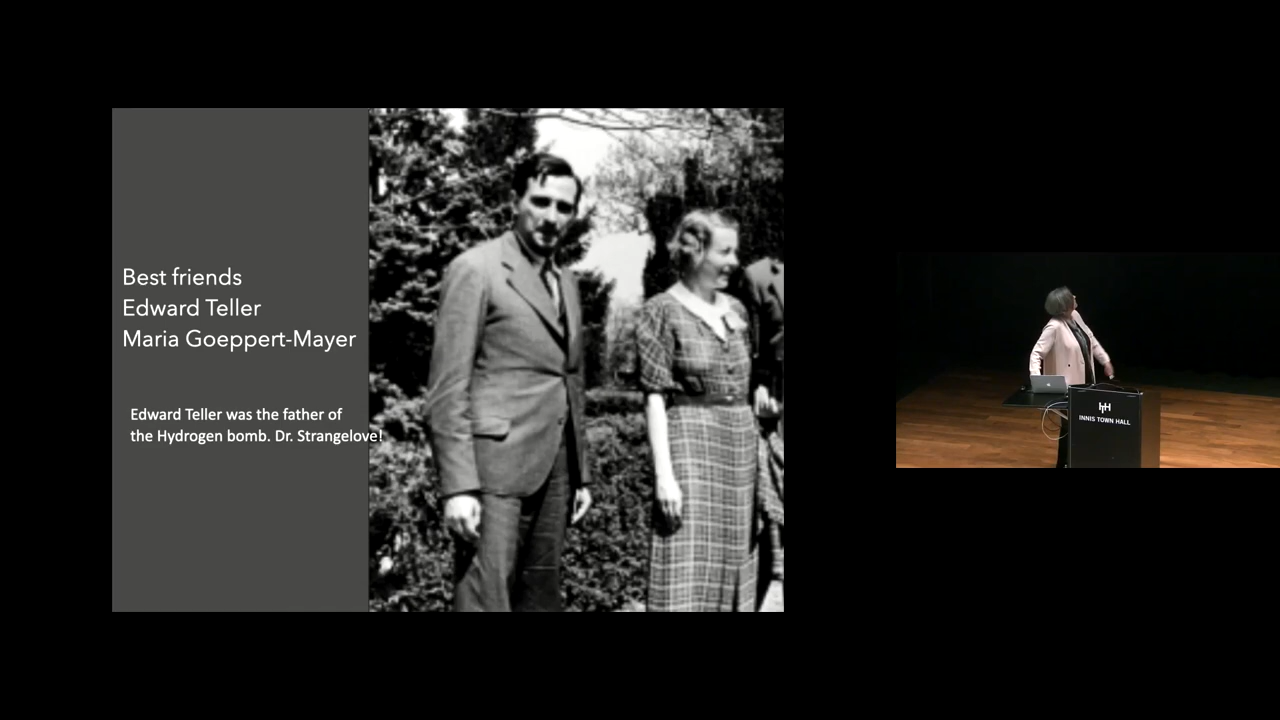 Best friends
Edward Teller
Maria Goeppert-Mayer
Edward Teller was the father of
the Hydrogen bomb. Dr. Strangelove!
ITH
INNIS TOWN HALL